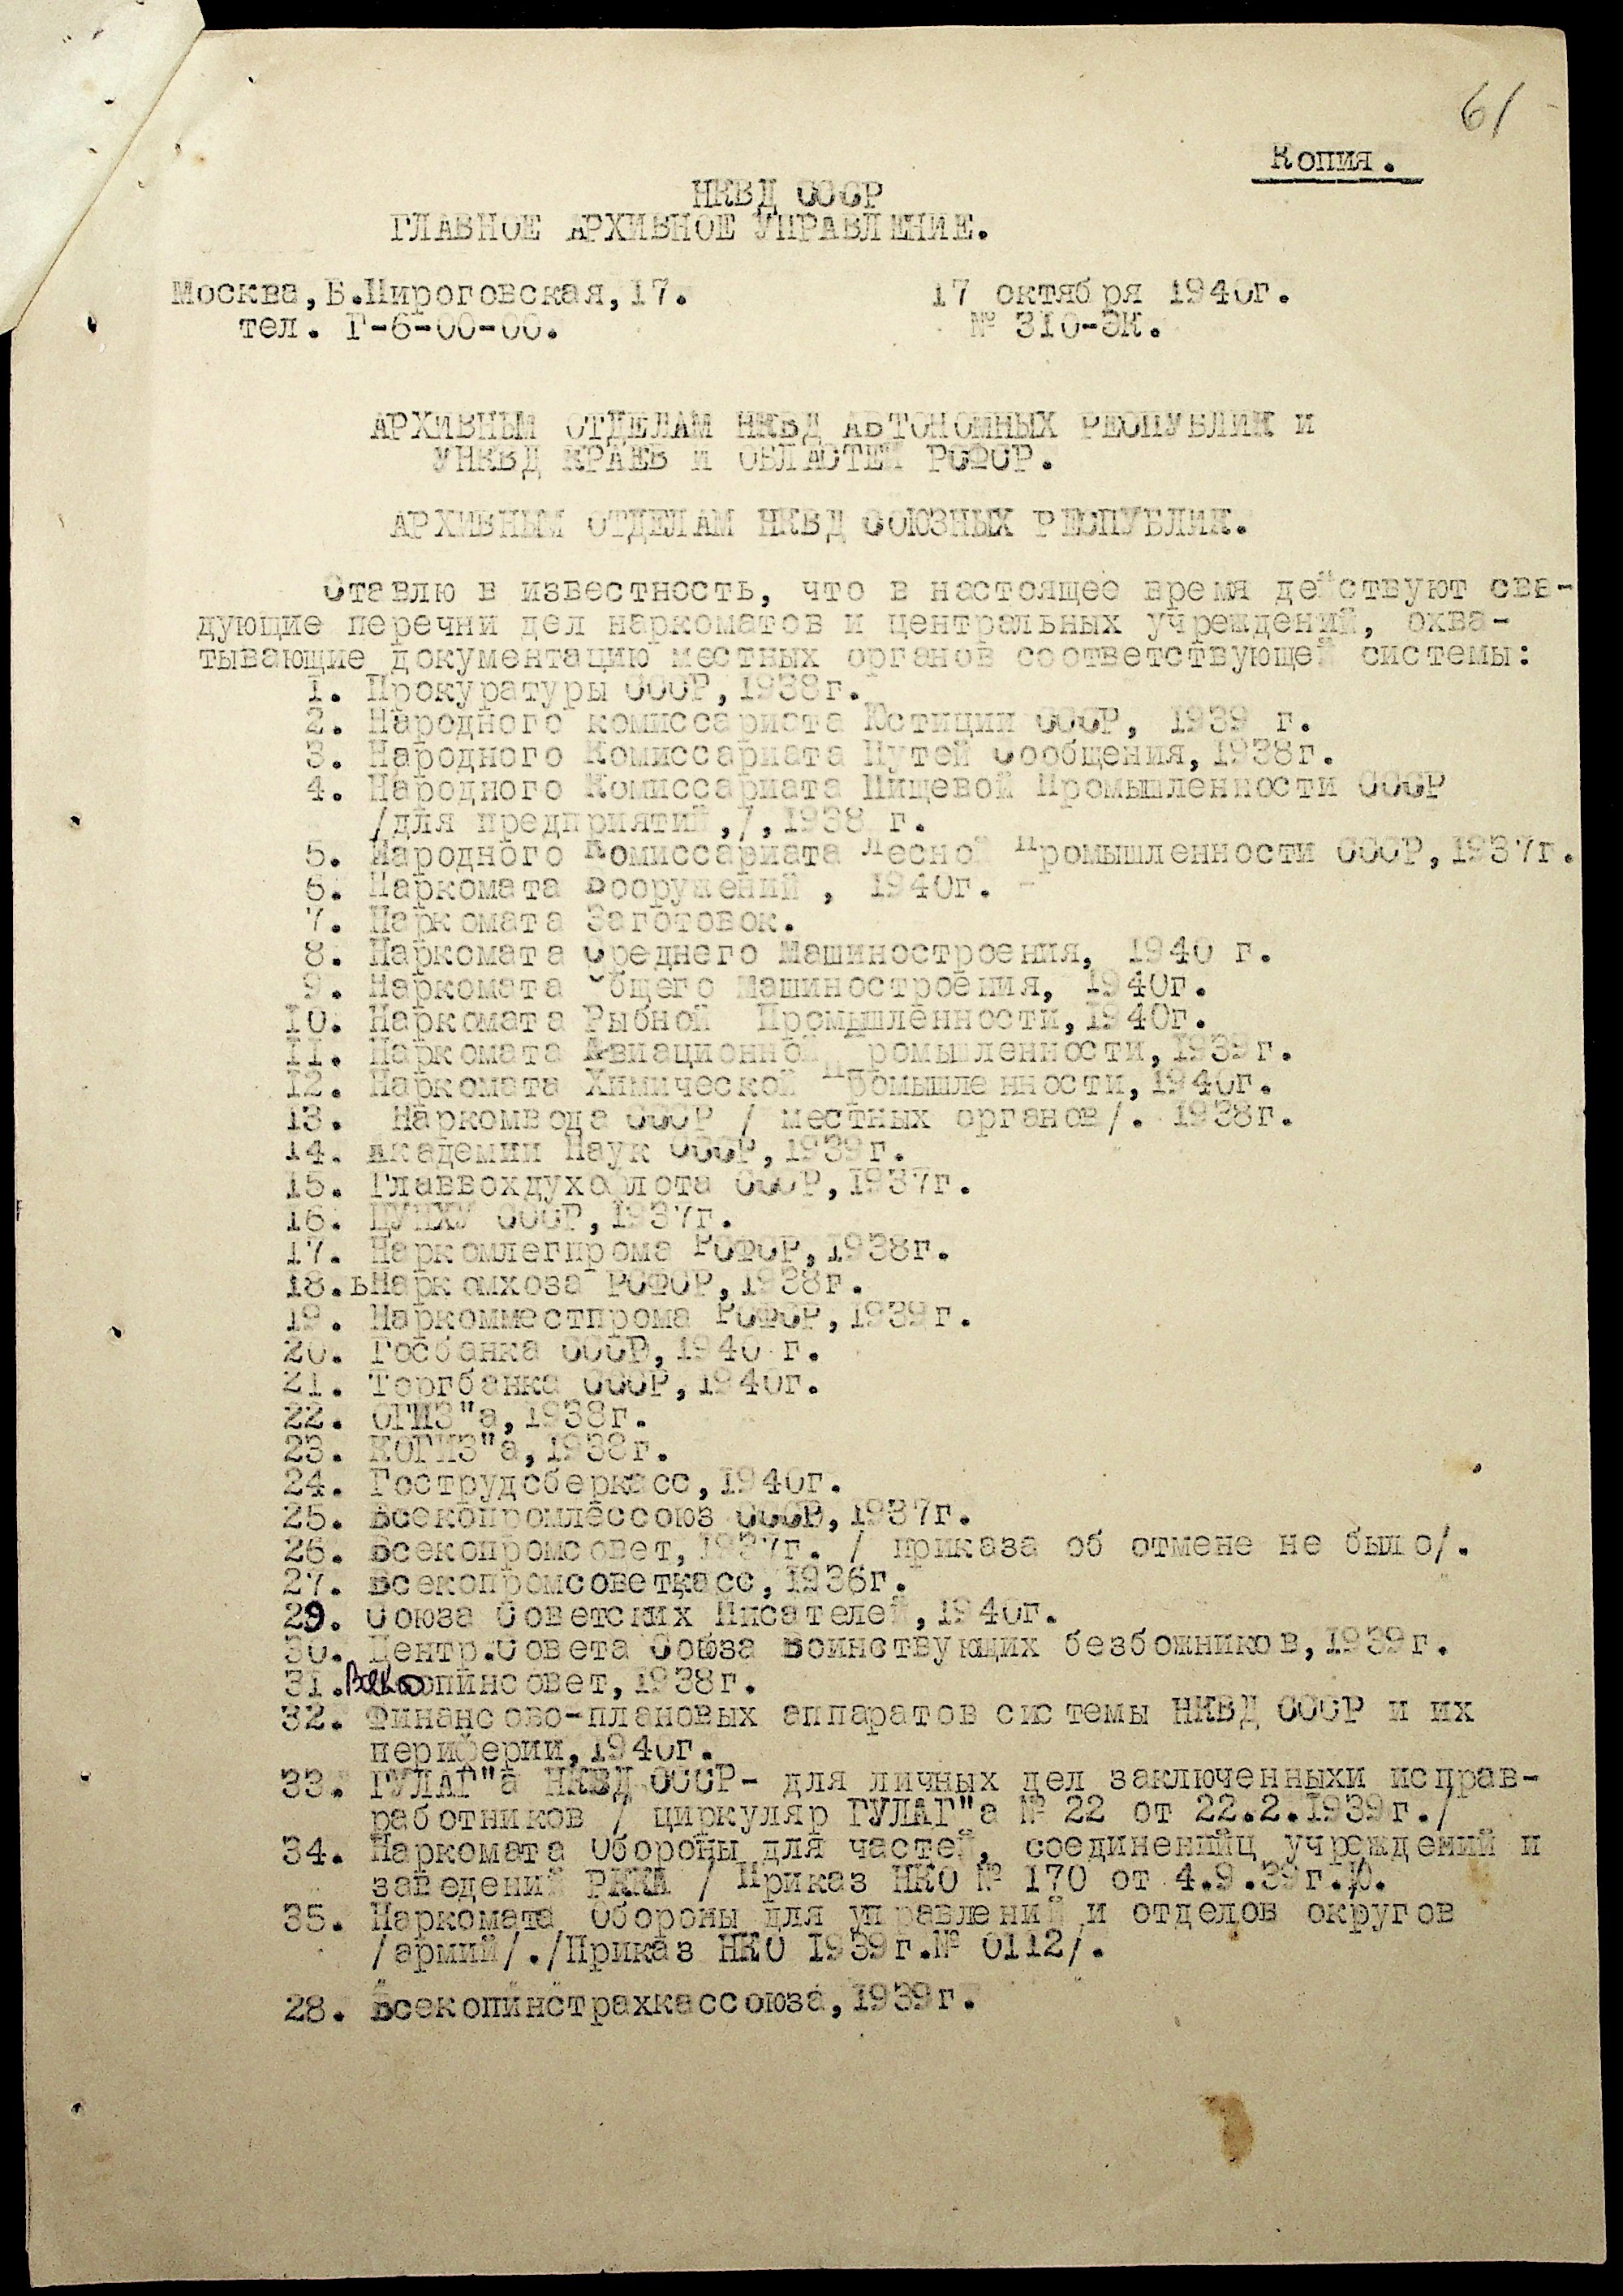 61
Копия.
НКВД СССР
ГЛАВНОЕ АРХИВНОЕ УПРАВЛЕНИЕ.
Москва, Б.Пироговская, 17. 17 октября 1940г.
тел. Г-6-00-00. № 310-ЭК.
АРХИВНЫМ ОТДЕЛАМ НКВД АВТОНОМНЫХ РЕСПУБЛИК и
УНКВД КРАЕВ И ОБЛАСТЕЙ РСФСР.
АРХИВНЫМ ОТДЕЛАМ НКВД СОЮЗНЫХ РЕСПУБЛИК.
Ставлю в известность, что в настоящее время действуют сле-
дующие перечни дел наркоматов и центральных учреждений, охва-
тывающие документацию местных органов соответствующей системы:
1. Прокуратуры СССР, 1938г.
2. Народного комиссариата Юстиции СССР, 1939 г.
3. Народного Комиссариата Путей Сообщения, 1938г.
4. Народного Комиссариата Пищевой Промышленности СССР
/для предприятий,/, 1938 г.
5. Народного Комиссариата Лесной Промышленности СССР, 1937г.
6. Наркомата Вооружений , 1940г. -
7. Наркомата Заготовок.
8. Наркомата Среднего Машиностроения, 1940 г.
9. Наркомата Общего Машиностроения, 1940г.
10. Наркомата Рыбной Промышленности, 1940г.
11. Наркомата Авиационной Промышленности, 1939г.
12. Наркомата Химической Промышленности, 1940г.
13. Наркомвода СССР / местных органов/. 1938г.
14. Академии Наук СССР, 1939г.
15. Главвохдухофлота СССР, 1937г.
16. ЦУНХУ СССР, 1937г.
17. Наркомлегпрома РСФСР, 1938г.
18.ьНаркомхоза РСФСР, 1938г.
19. Наркомместпрома РСФСР, 1939г.
20. Госбанка СССР, 1940 г.
21. Торгбанка СССР, 1940г.
22. ОГИЗ"а, 1938г.
23. КОГИЗ"а, 1938г.
24. Гострудсберкасс, 1940г.
25. Всекопромлессоюз СССР, 1937г.
26. Всекопромсовет, 1937г. / приказа об отмене не было/.
27. Всекопромсоветкасс, 1936г.
29. Союза Советских Писателей, 1940г.
30. Центр.Совета Союза Воинствующих безбожников, 1939г.
31.Всекопинсовет, 1938г.
32. Финансово-плановых аппаратов системы НКВД СССР и их
периферии, 1940г.
33. ГУЛАГ"а НКВД СССР- для личных дел заключенныхи исправ-
работников / циркуляр ГУЛАГ"а № 22 от 22.2.1939г./
34. Наркомата Обороны для частей, соединенийц учреждений и
заведений РККА / Приказ НКО № 170 от 4.9.39г./.
35. Наркомата Обороны для управлений и отделов округов
/армий/./Приказ НКО 1939г.№ 0112/.
28. Всекопинстрахкассоюза, 1939г.